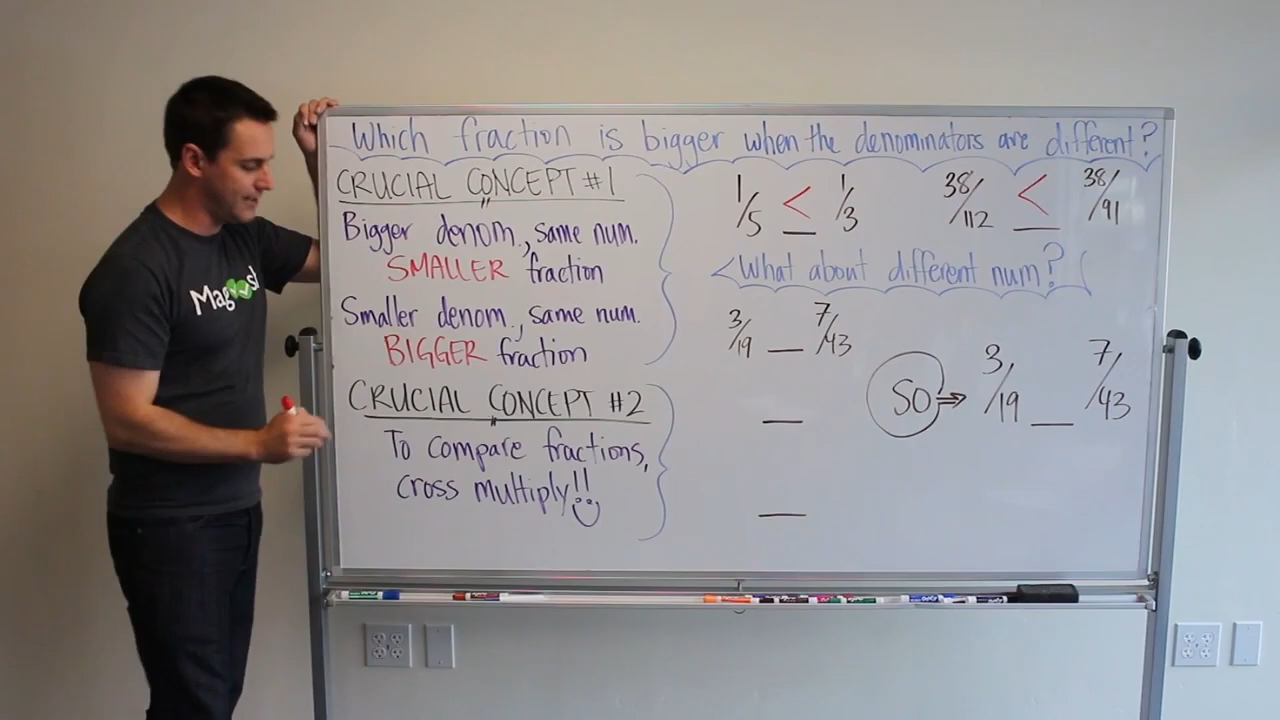 Which fraction is bigger when the denominators are different?
CRUCIAL CONCEPT #1
Bigger denom., same num.
SMALLER fraction
Smaller denom., same num.
BIGGER fraction
CRUCIAL CONCEPT #2
To compare fractions,
cross multiply!!
1/5 < 1/3
38/112 < 38/91
What about different num?
3/19 __ 7/43
SO ⇒ 3/19 __ 7/43
Magoosh